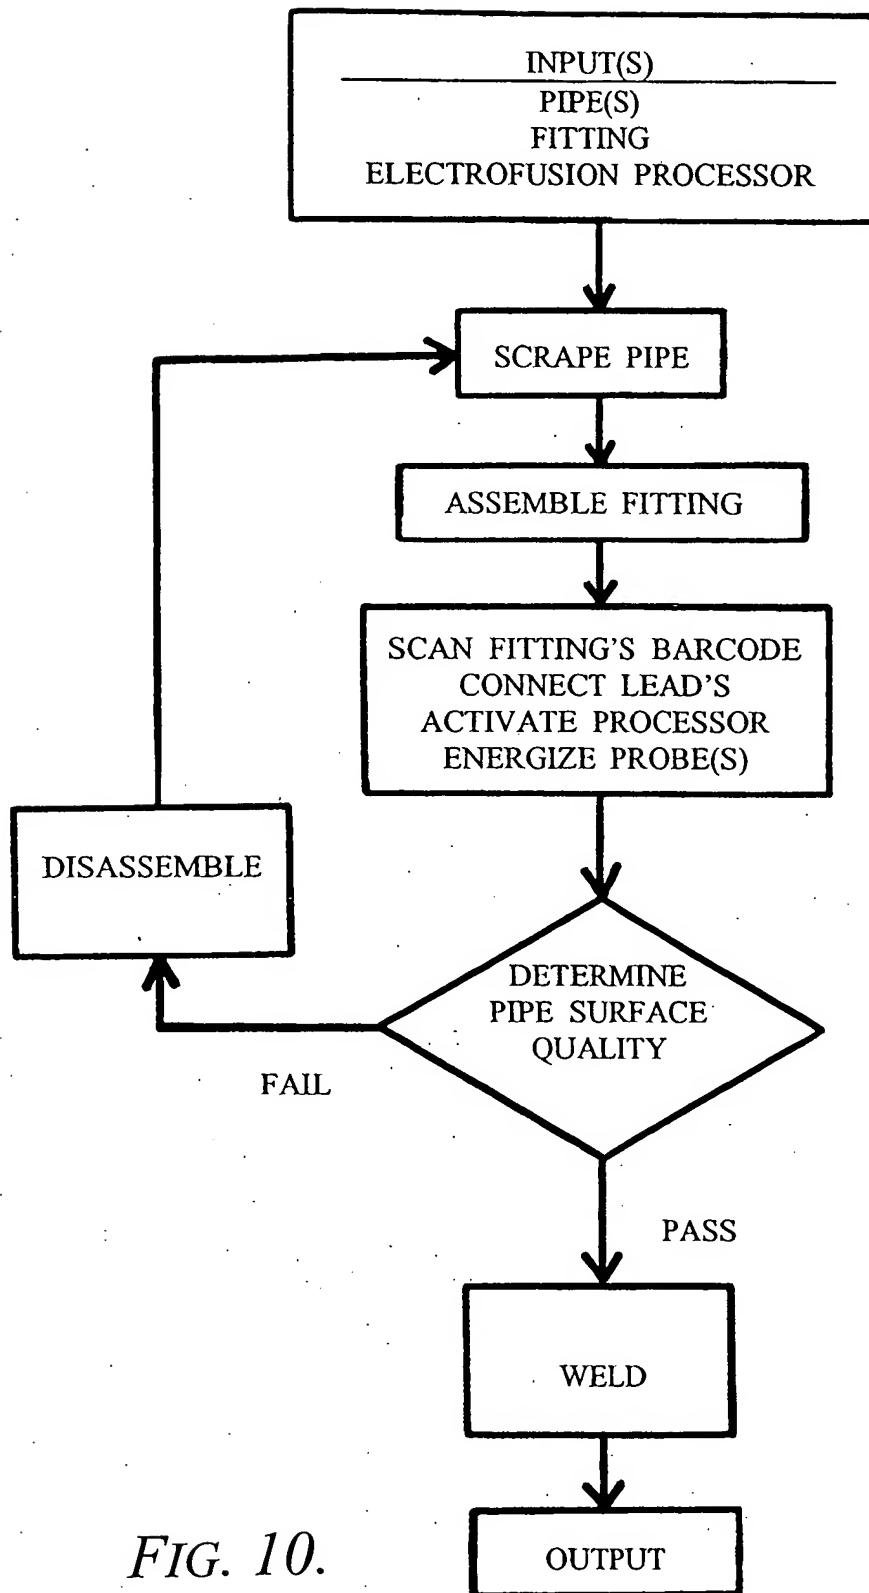 INPUT(S)
PIPE(S)
FITTING
ELECTROFUSION PROCESSOR
SCRAPE PIPE
ASSEMBLE FITTING
SCAN FITTING'S BARCODE
CONNECT LEAD'S
ACTIVATE PROCESSOR
ENERGIZE PROBE(S)
DISASSEMBLE
DETERMINE
PIPE SURFACE
QUALITY
FAIL
PASS
WELD
OUTPUT
FIG. 10.